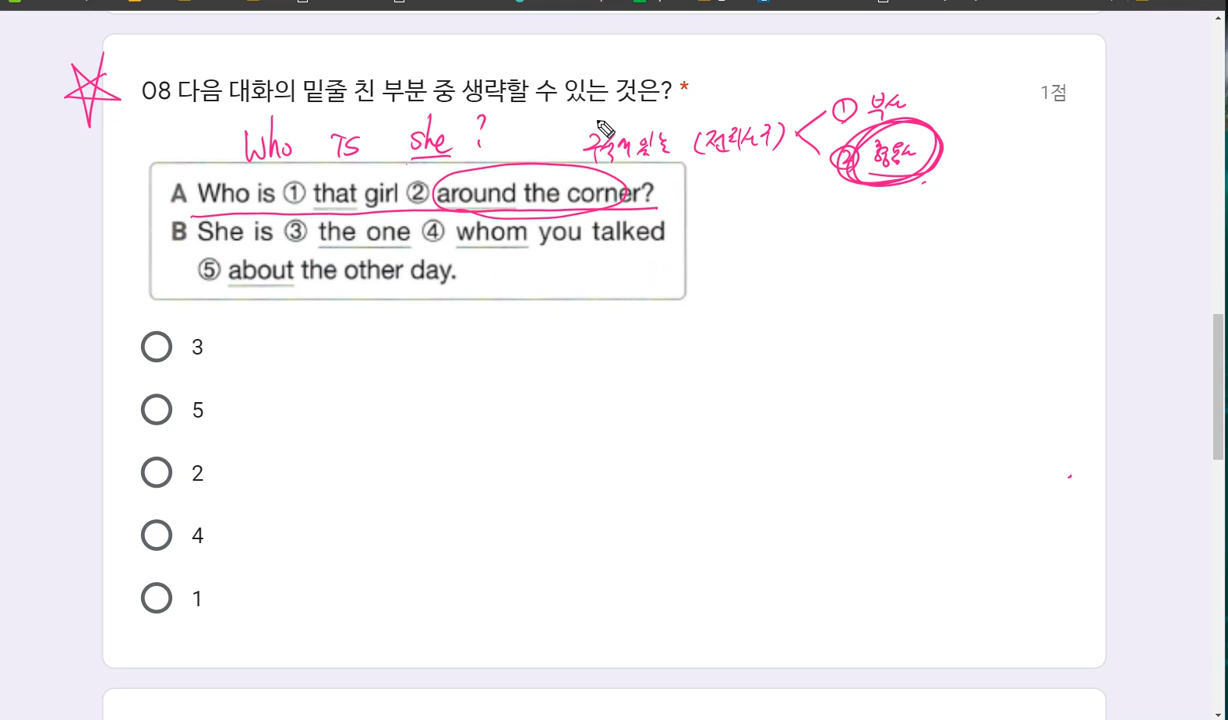 08 다음 대화의 밑줄 친 부분 중 생략할 수 있는 것은? *
1점
① 부사
Who is she ?
구석에 있는 (전치사구)
② 형용사
A Who is ① that girl ② around the corner?
B She is ③ the one ④ whom you talked
⑤ about the other day.
3
5
2
4
1